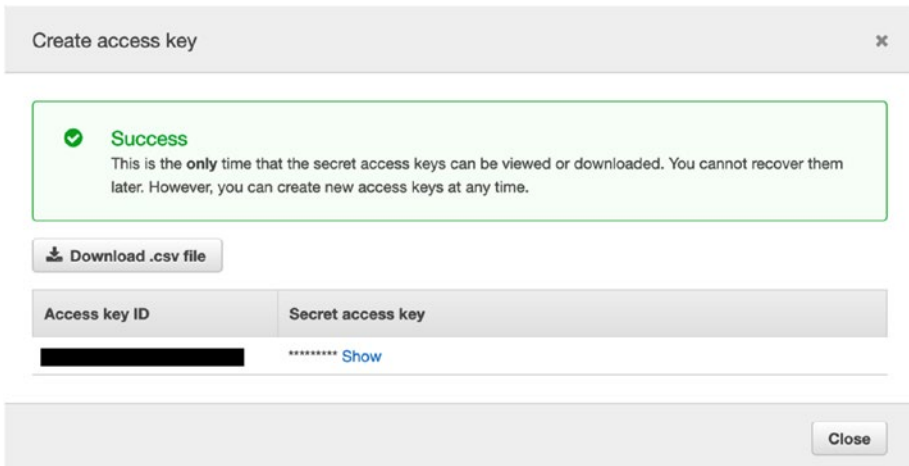 Create access key
Success
This is the only time that the secret access keys can be viewed or downloaded. You cannot recover them
later. However, you can create new access keys at any time.
Download .csv file
Access key ID Secret access key
********* Show
Close